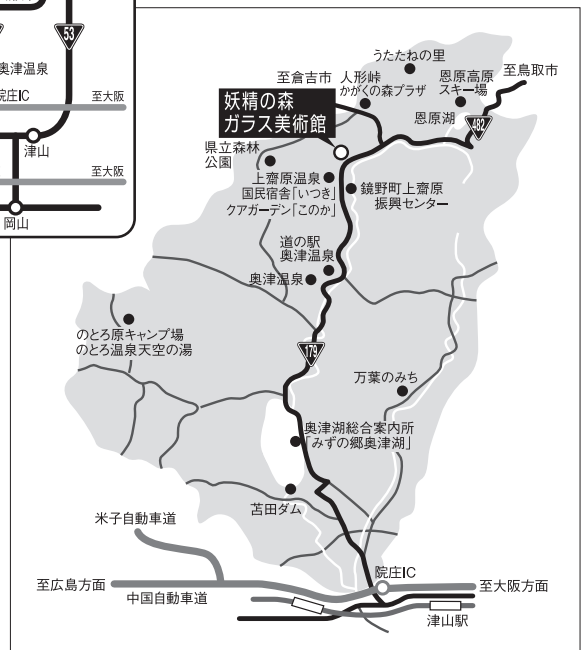 53
奥津温泉
院庄IC
至大阪
津山
至大阪
岡山
うたたねの里
至倉吉市
人形峠
かがくの森プラザ
恩原高原
スキー場
至鳥取市
妖精の森
ガラス美術館
恩原湖
482
県立森林
公園
上齋原温泉
国民宿舎「いつき」
クアガーデン「このか」
鏡野町上齋原
振興センター
道の駅
奥津温泉
奥津温泉
のとろ原キャンプ場
のとろ温泉天空の湯
179
万葉のみち
奥津湖総合案内所
「みずの郷奥津湖」
苫田ダム
米子自動車道
院庄IC
至広島方面
中国自動車道
至大阪方面
津山駅